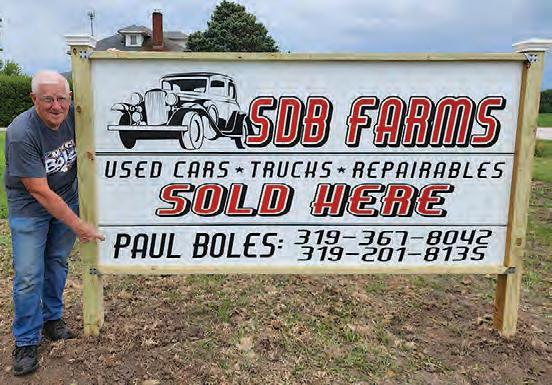 SDB FARMS
USED CARS ★ TRUCKS ★ REPAIRABLES
SOLD HERE
PAUL BOLES: 319-367-8042
319-201-8135